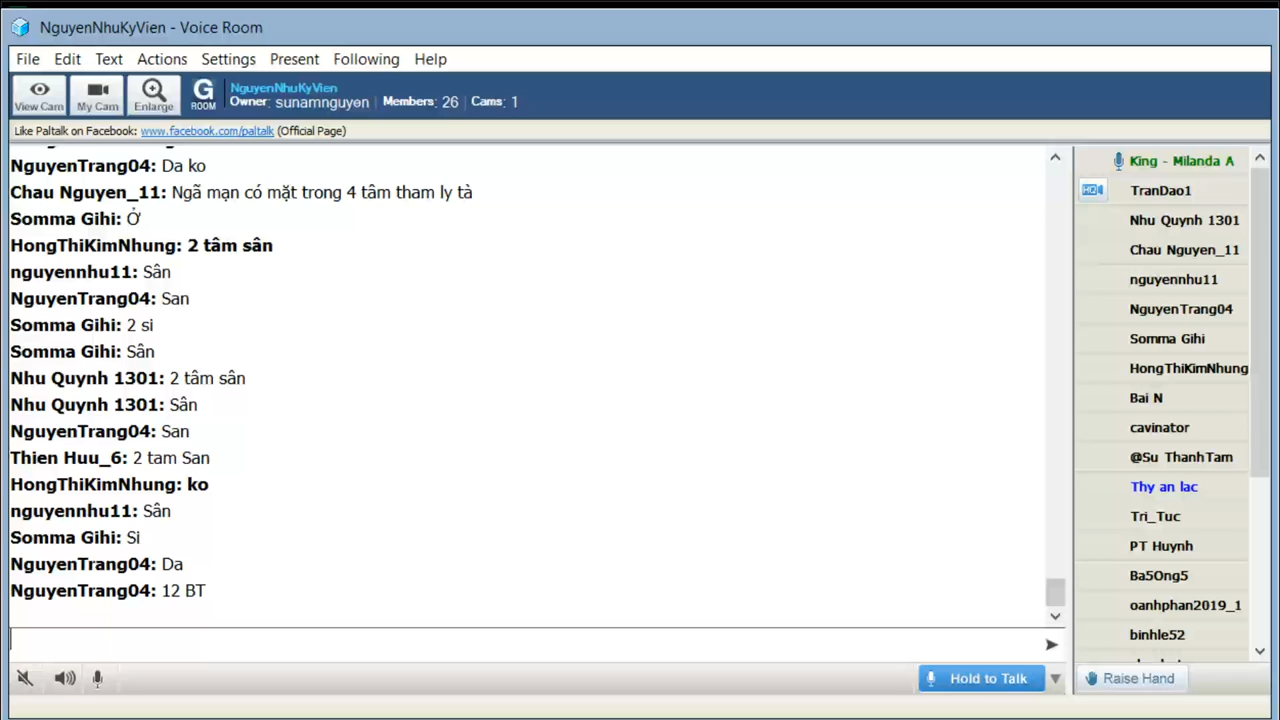 NguyenNhuKyVien - Voice Room
File Edit Text Actions Settings Present Following Help
View Cam My Cam Enlarge G ROOM
NguyenNhuKyVien
Owner: sunamnguyen Members: 26 Cams: 1
Like Paltalk on Facebook: www.facebook.com/paltalk (Official Page)
NguyenTrang04: Da ko
Chau Nguyen_11: Ngã mạn có mặt trong 4 tâm tham ly tà
Somma Gihi: Ở
HongThiKimNhung: 2 tâm sân
nguyennhu11: Sân
NguyenTrang04: San
Somma Gihi: 2 si
Somma Gihi: Sân
Nhu Quynh 1301: 2 tâm sân
Nhu Quynh 1301: Sân
NguyenTrang04: San
Thien Huu_6: 2 tam San
HongThiKimNhung: ko
nguyennhu11: Sân
Somma Gihi: Si
NguyenTrang04: Da
NguyenTrang04: 12 BT
King - Milanda A
HD
TranDao1
Nhu Quynh 1301
Chau Nguyen_11
nguyennhu11
NguyenTrang04
Somma Gihi
HongThiKimNhung
Bai N
cavinator
@Su ThanhTam
Thy an lac
Tri_Tuc
PT Huynh
Ba5Ong5
oanhphan2019_1
binhle52
Hold to Talk
Raise Hand